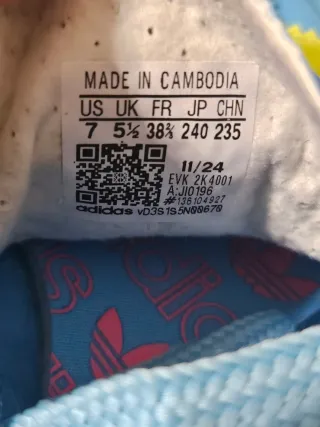 MADE IN CAMBODIA
US UK FR JP CHN
7 5½ 38⅔ 240 235
11/24
EVK 2K4001
A:JI0196
#136104927
adidas vD3S1S5N00670